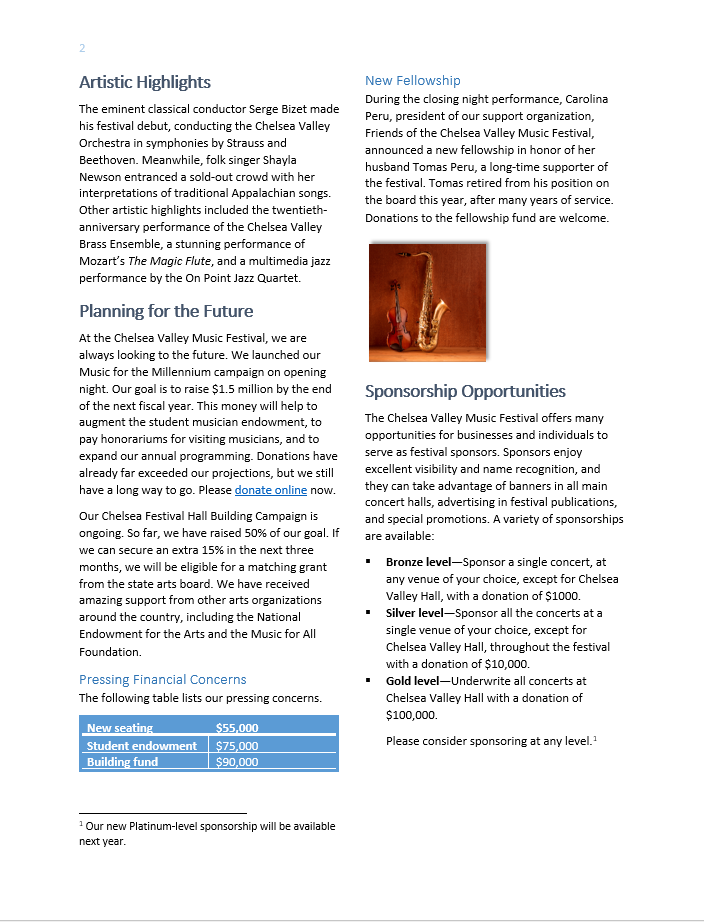 2
Artistic Highlights
The eminent classical conductor Serge Bizet made
his festival debut, conducting the Chelsea Valley
Orchestra in symphonies by Strauss and
Beethoven. Meanwhile, folk singer Shayla
Newson entranced a sold-out crowd with her
interpretations of traditional Appalachian songs.
Other artistic highlights included the twentieth-
anniversary performance of the Chelsea Valley
Brass Ensemble, a stunning performance of
Mozart's The Magic Flute, and a multimedia jazz
performance by the On Point Jazz Quartet.
Planning for the Future
At the Chelsea Valley Music Festival, we are
always looking to the future. We launched our
Music for the Millennium campaign on opening
night. Our goal is to raise $1.5 million by the end
of the next fiscal year. This money will help to
augment the student musician endowment, to
pay honorariums for visiting musicians, and to
expand our annual programming. Donations have
already far exceeded our projections, but we still
have a long way to go. Please donate online now.
Our Chelsea Festival Hall Building Campaign is
ongoing. So far, we have raised 50% of our goal. If
we can secure an extra 15% in the next three
months, we will be eligible for a matching grant
from the state arts board. We have received
amazing support from other arts organizations
around the country, including the National
Endowment for the Arts and the Music for All
Foundation.
Pressing Financial Concerns
The following table lists our pressing concerns.
New seating $55,000
Student endowment $75,000
Building fund $90,000
¹ Our new Platinum-level sponsorship will be available
next year.
New Fellowship
During the closing night performance, Carolina
Peru, president of our support organization,
Friends of the Chelsea Valley Music Festival,
announced a new fellowship in honor of her
husband Tomas Peru, a long-time supporter of
the festival. Tomas retired from his position on
the board this year, after many years of service.
Donations to the fellowship fund are welcome.
Sponsorship Opportunities
The Chelsea Valley Music Festival offers many
opportunities for businesses and individuals to
serve as festival sponsors. Sponsors enjoy
excellent visibility and name recognition, and
they can take advantage of banners in all main
concert halls, advertising in festival publications,
and special promotions. A variety of sponsorships
are available:
▪ Bronze level—Sponsor a single concert, at
any venue of your choice, except for Chelsea
Valley Hall, with a donation of $1000.
▪ Silver level—Sponsor all the concerts at a
single venue of your choice, except for
Chelsea Valley Hall, throughout the festival
with a donation of $10,000.
▪ Gold level—Underwrite all concerts at
Chelsea Valley Hall with a donation of
$100,000.
Please consider sponsoring at any level.¹